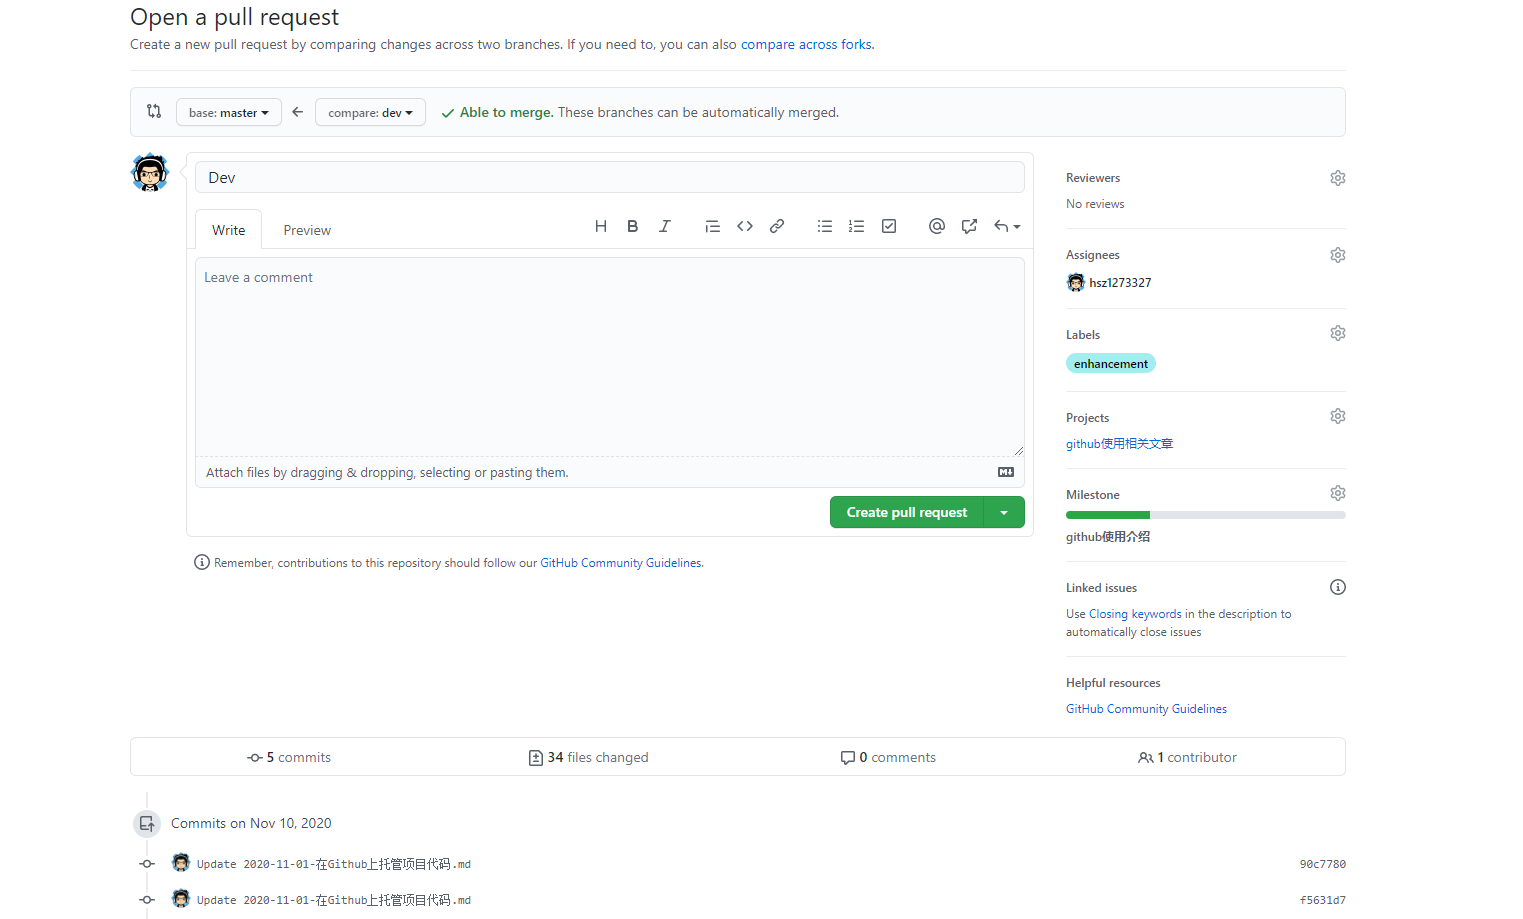 Open a pull request
Create a new pull request by comparing changes across two branches. If you need to, you can also compare across forks.
base: master
compare: dev
Able to merge. These branches can be automatically merged.
Dev
Write
Preview
Leave a comment
Attach files by dragging & dropping, selecting or pasting them.
Create pull request
Remember, contributions to this repository should follow our GitHub Community Guidelines.
Reviewers
No reviews
Assignees
hsz1273327
Labels
enhancement
Projects
github使用相关文章
Milestone
github使用介绍
Linked issues
Use Closing keywords in the description to
automatically close issues
Helpful resources
GitHub Community Guidelines
5 commits
34 files changed
0 comments
1 contributor
Commits on Nov 10, 2020
Update 2020-11-01-在Github上托管项目代码.md
90c7780
Update 2020-11-01-在Github上托管项目代码.md
f5631d7